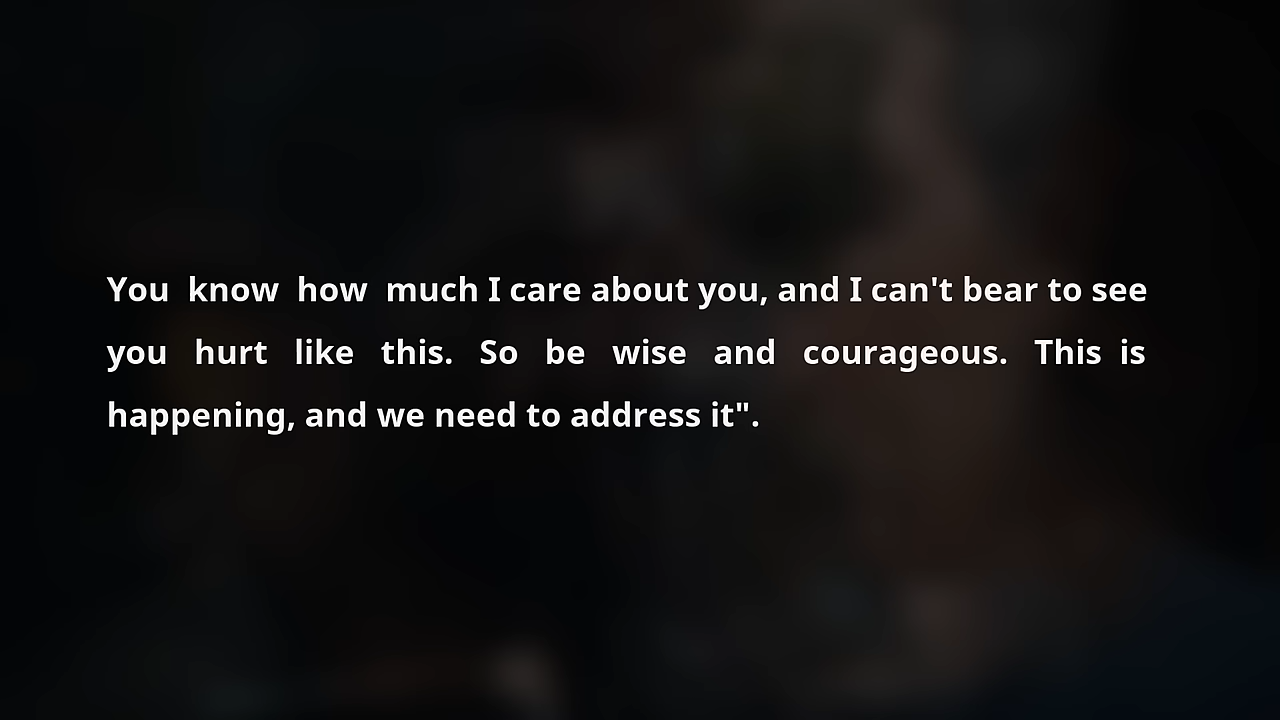 You know how much I care about you, and I can't bear to see
you hurt like this. So be wise and courageous. This is
happening, and we need to address it".